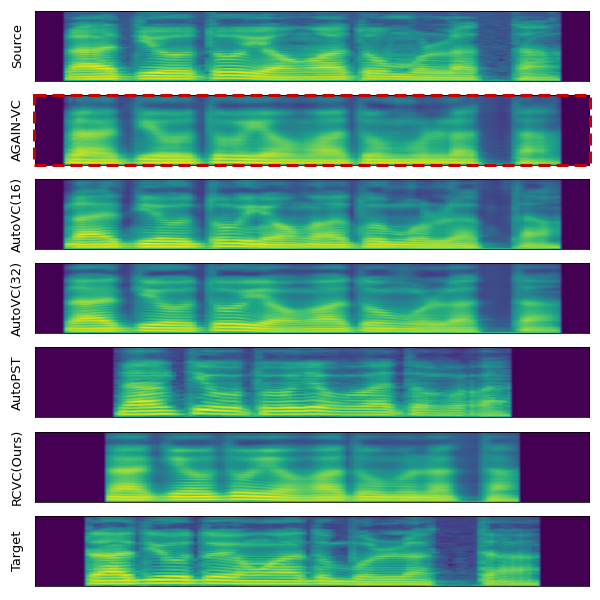 Source
AGAIN-VC
AutoVC(16)
AutoVC(32)
AutoPST
RCVC(Ours)
Target